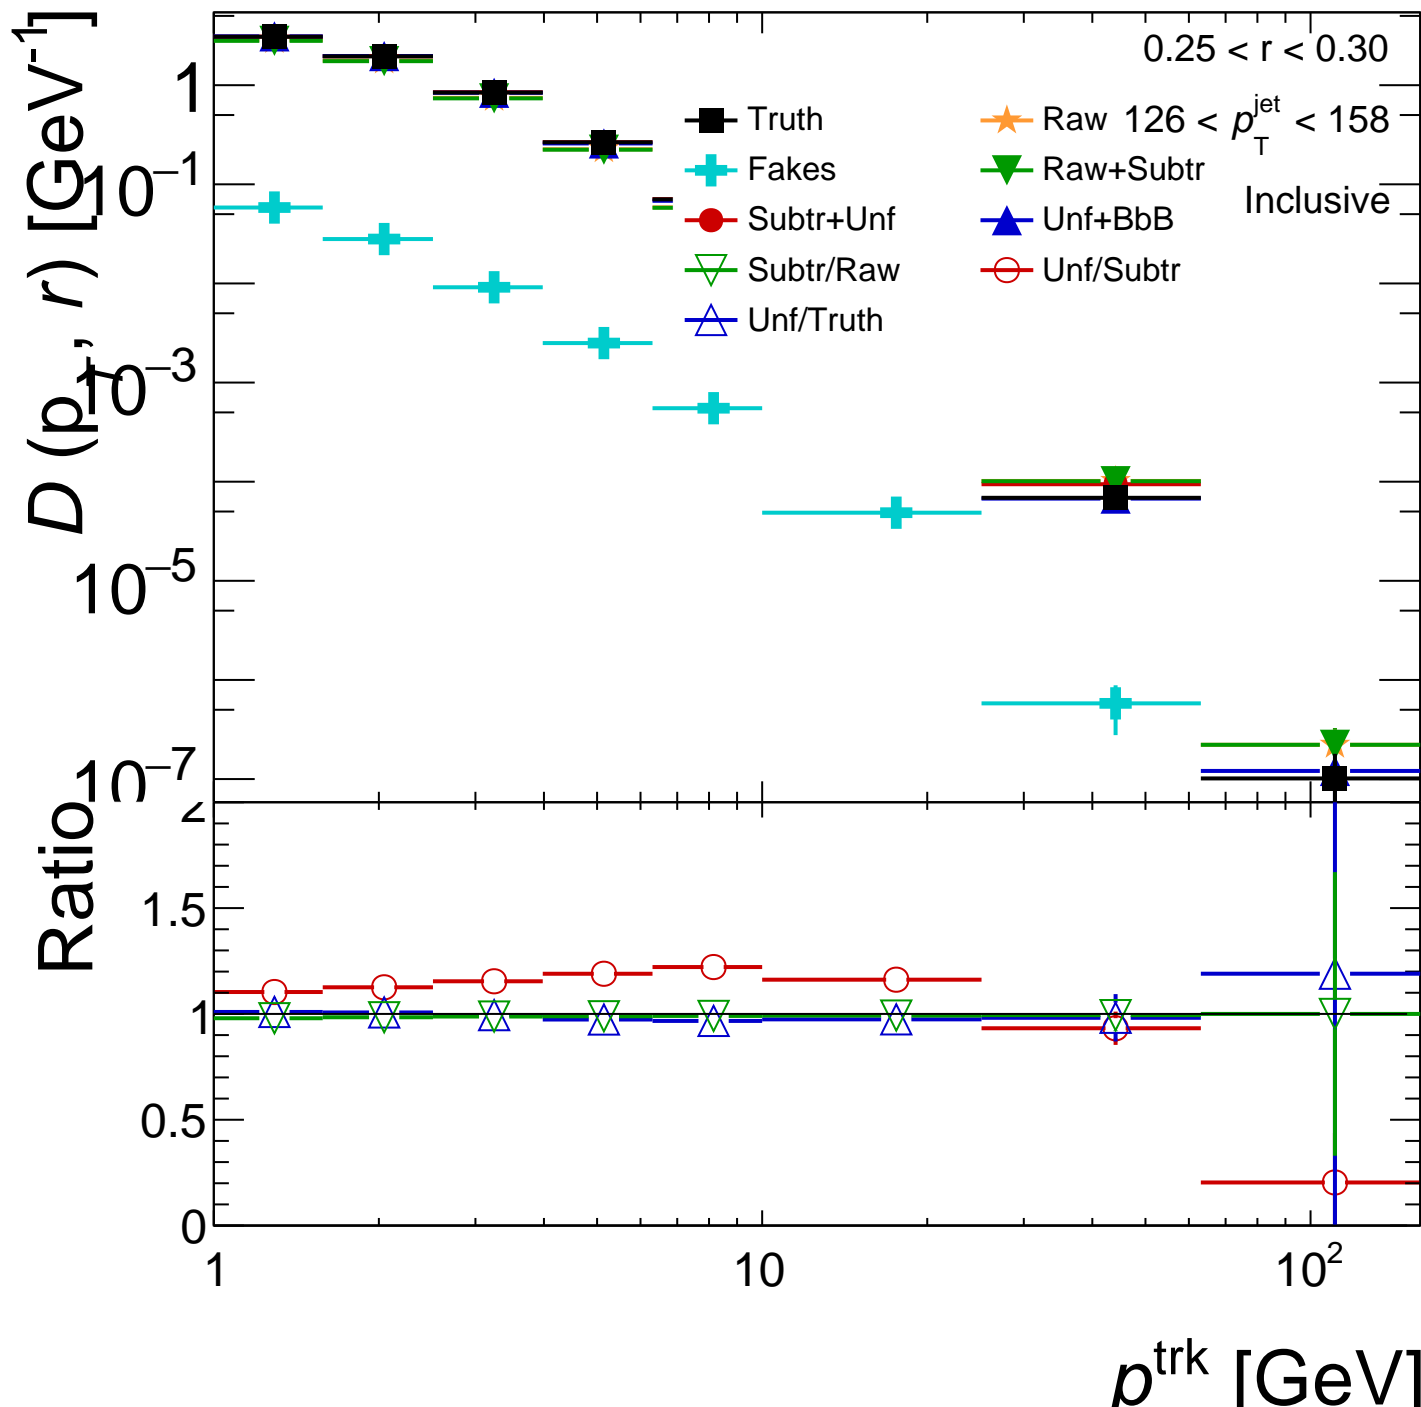 D (p_T, r) [GeV^-1]
1
10^−1
10^−3
10^−5
10^−7
0.25 < r < 0.30
Truth
Raw
126 < p_T^jet < 158
Fakes
Raw+Subtr
Inclusive
Subtr+Unf
Unf+BbB
Subtr/Raw
Unf/Subtr
Unf/Truth
Ratio
2
1.5
1
0.5
0
1
10
10^2
p^trk [GeV]